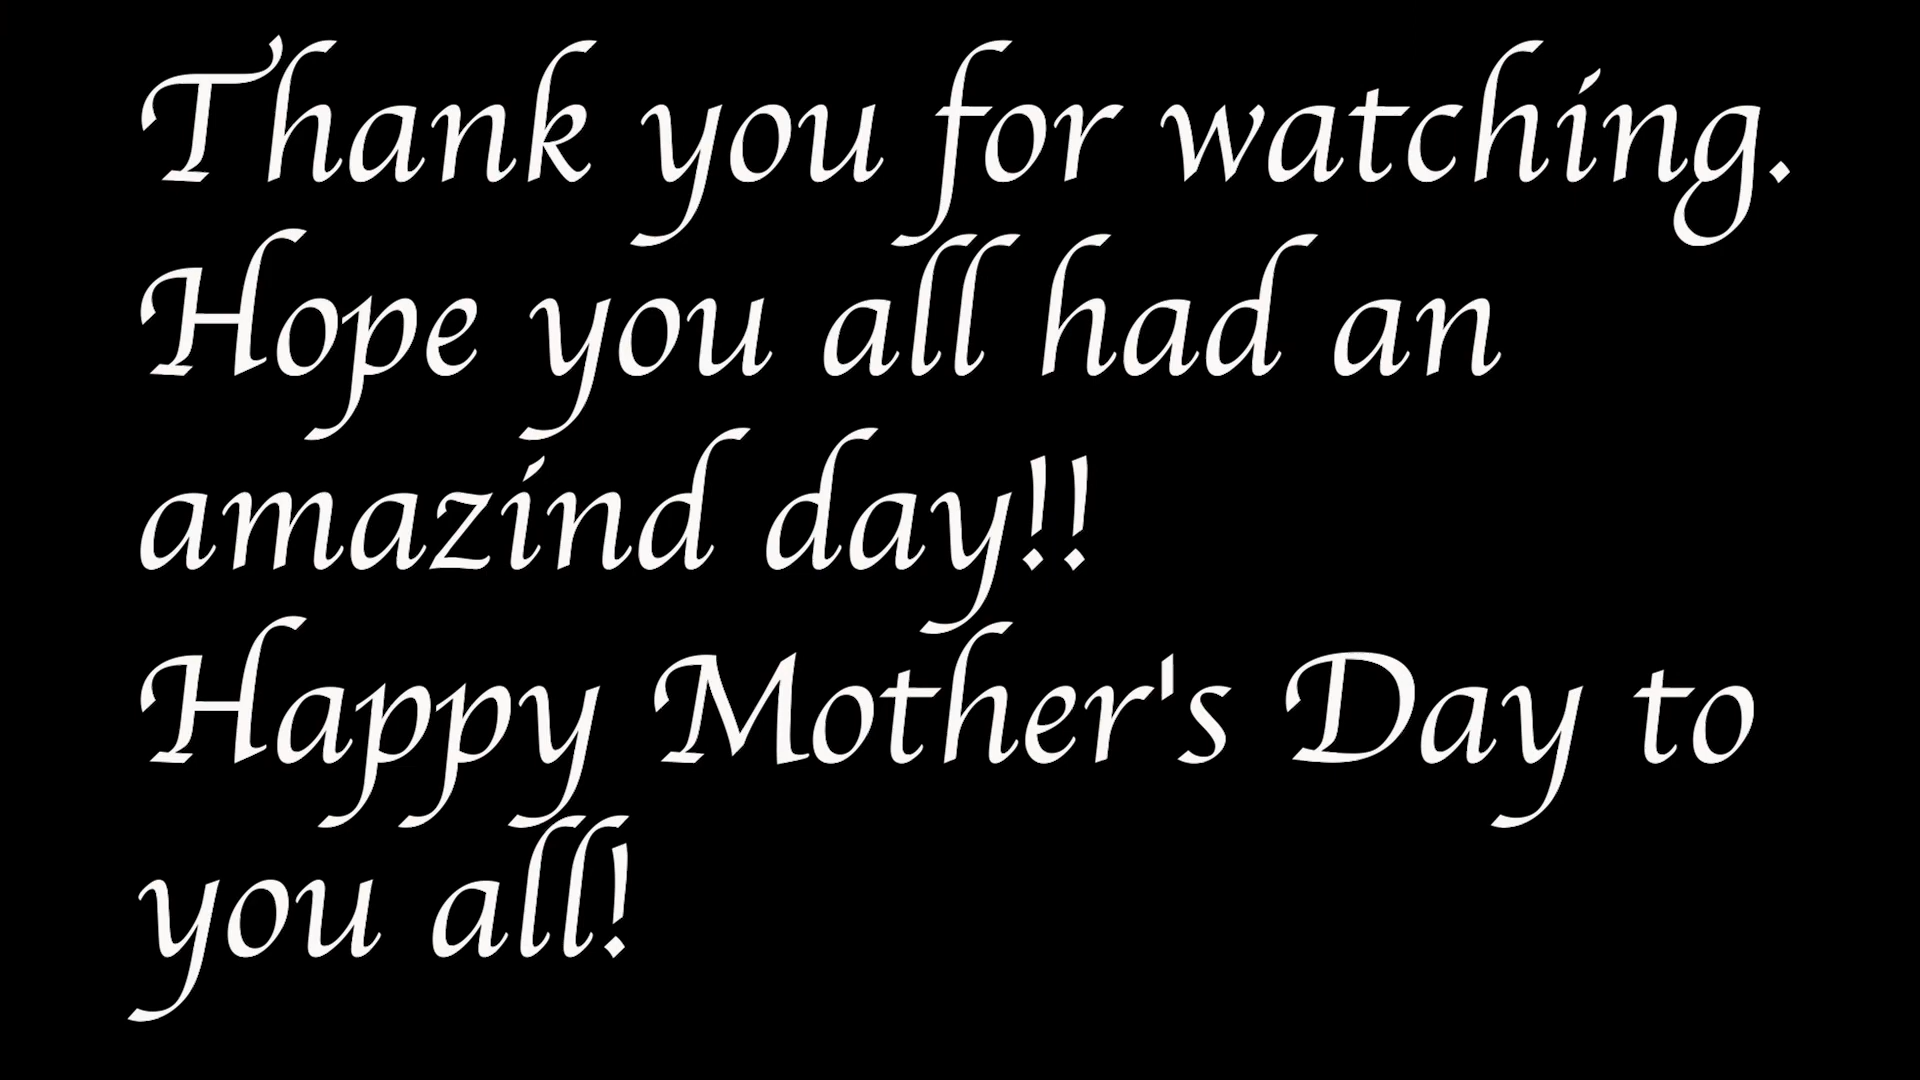 Thank you for watching.
Hope you all had an
amazind day!!
Happy Mother's Day to
you all!